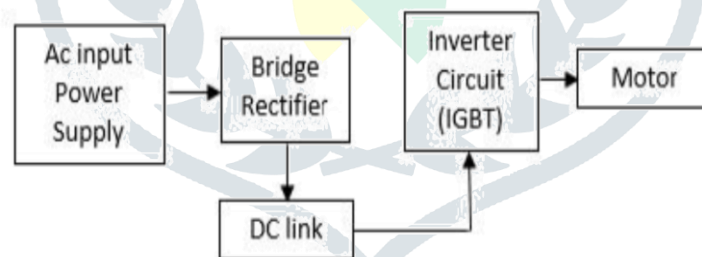 Ac input
Power
Supply
Bridge
Rectifier
DC link
Inverter
Circuit
(IGBT)
Motor